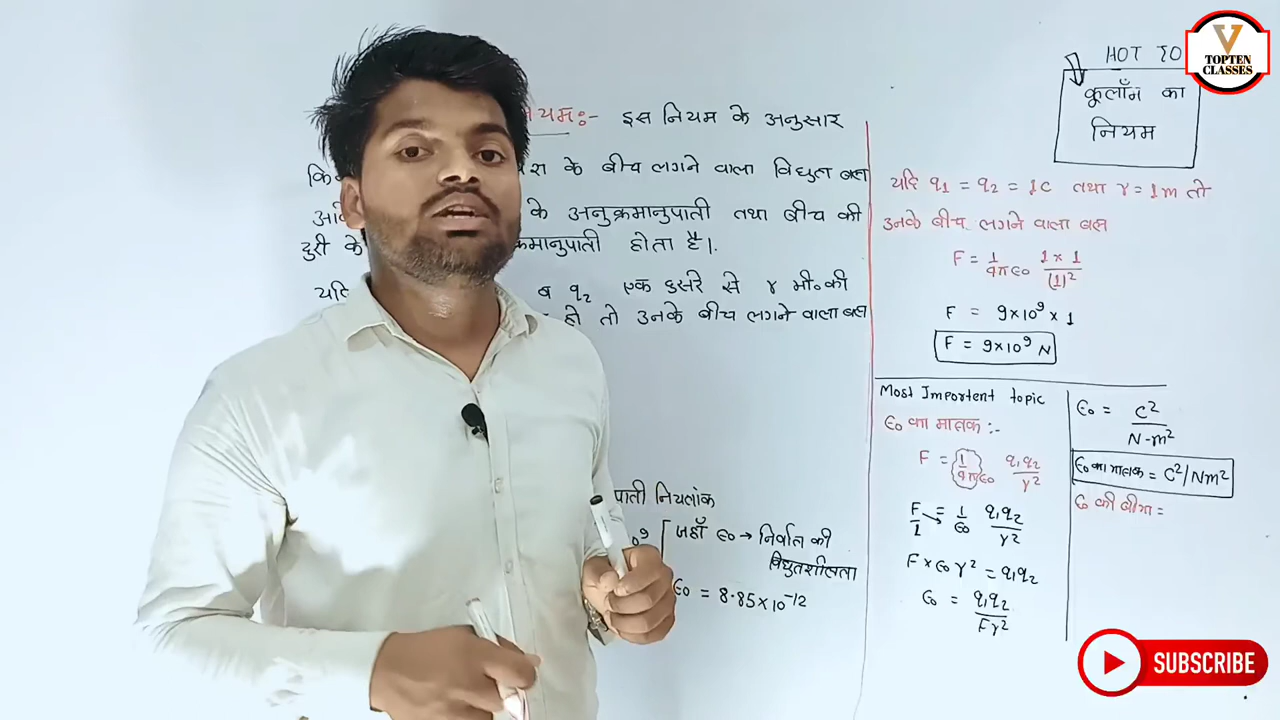 यम:- इस नियम के अनुसार
के बीच लगने वाला विद्युत बल
के अनुक्रमानुपाती तथा बीच की
दुरी के क्रमानुपाती होता है।
यदि व q₂ एक दुसरे से r मी॰ की
हो तो उनके बीच लगने वाला बल
पाती नियतांक
जहाँ ϵ₀ → निर्वात की
विद्युतशीलता
ϵ₀ = 8.85×10⁻¹²
HOT TO
कूलॉम का
नियम
यदि q₁ = q₂ = 1c तथा r = 1m तो
उनके बीच लगने वाला बल
F = 1/4πϵ₀ 1×1/(1)²
F = 9×10⁹ × 1
F = 9×10⁹ N
Most Importent topic
ϵ₀ का मात्रक :-
F = 1/4πϵ₀ q₁q₂/r²
F/1 = 1/ϵ₀ q₁q₂/r²
F×ϵ₀r² = q₁q₂
ϵ₀ = q₁q₂/Fr²
ϵ₀ = C²/N-m²
ϵ₀ का मात्रक = C²/Nm²
ϵ₀ की बीमा =
V
TOPTEN
CLASSES
SUBSCRIBE